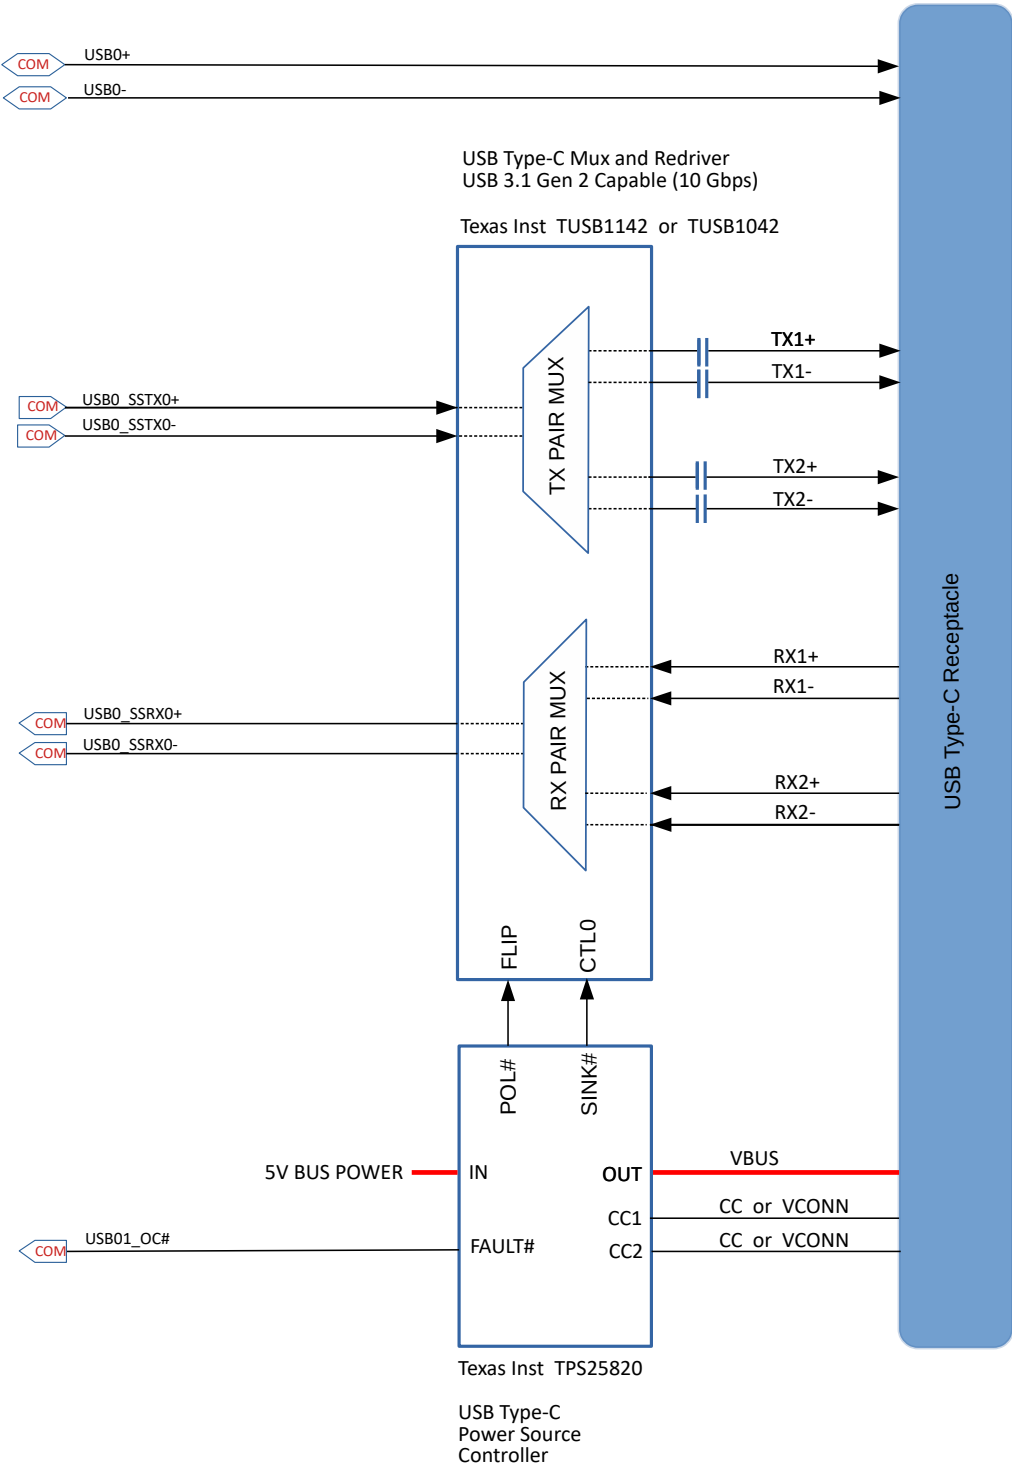 COM USB0+
COM USB0-
USB Type-C Mux and Redriver
USB 3.1 Gen 2 Capable (10 Gbps)
Texas Inst TUSB1142 or TUSB1042
TX1+
TX1-
COM USB0_SSTX0+
COM USB0_SSTX0-
TX PAIR MUX
TX2+
TX2-
USB Type-C Receptacle
RX1+
RX1-
COM USB0_SSRX0+
COM USB0_SSRX0-
RX PAIR MUX
RX2+
RX2-
FLIP
CTL0
POL#
SINK#
5V BUS POWER IN OUT VBUS
CC1 CC or VCONN
COM USB01_OC# FAULT# CC2 CC or VCONN
Texas Inst TPS25820
USB Type-C
Power Source
Controller